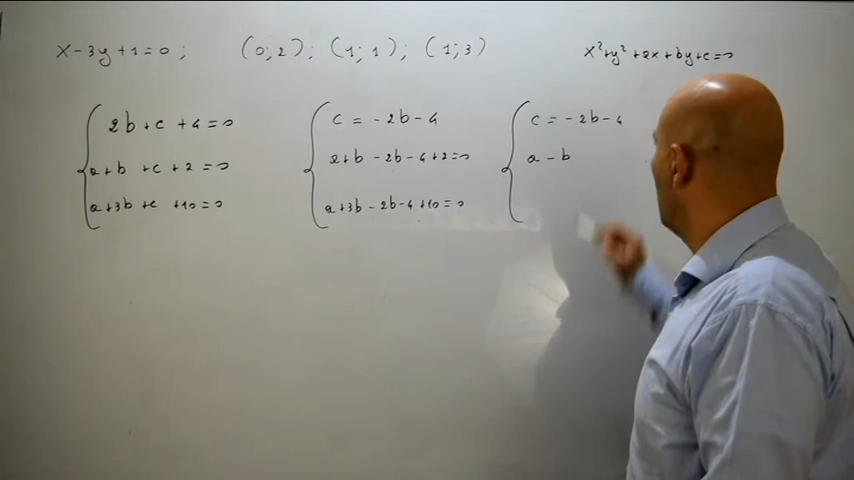 x-3y+1=0 ; (0;2) ; (1;1) ; (1;3) x²+y²+ax+by+c=0
2b+c+4=0
a+b+c+2=0
a+3b+c+10=0
c=-2b-4
a+b-2b-4+2=0
a+3b-2b-4+10=0
c=-2b-4
a-b